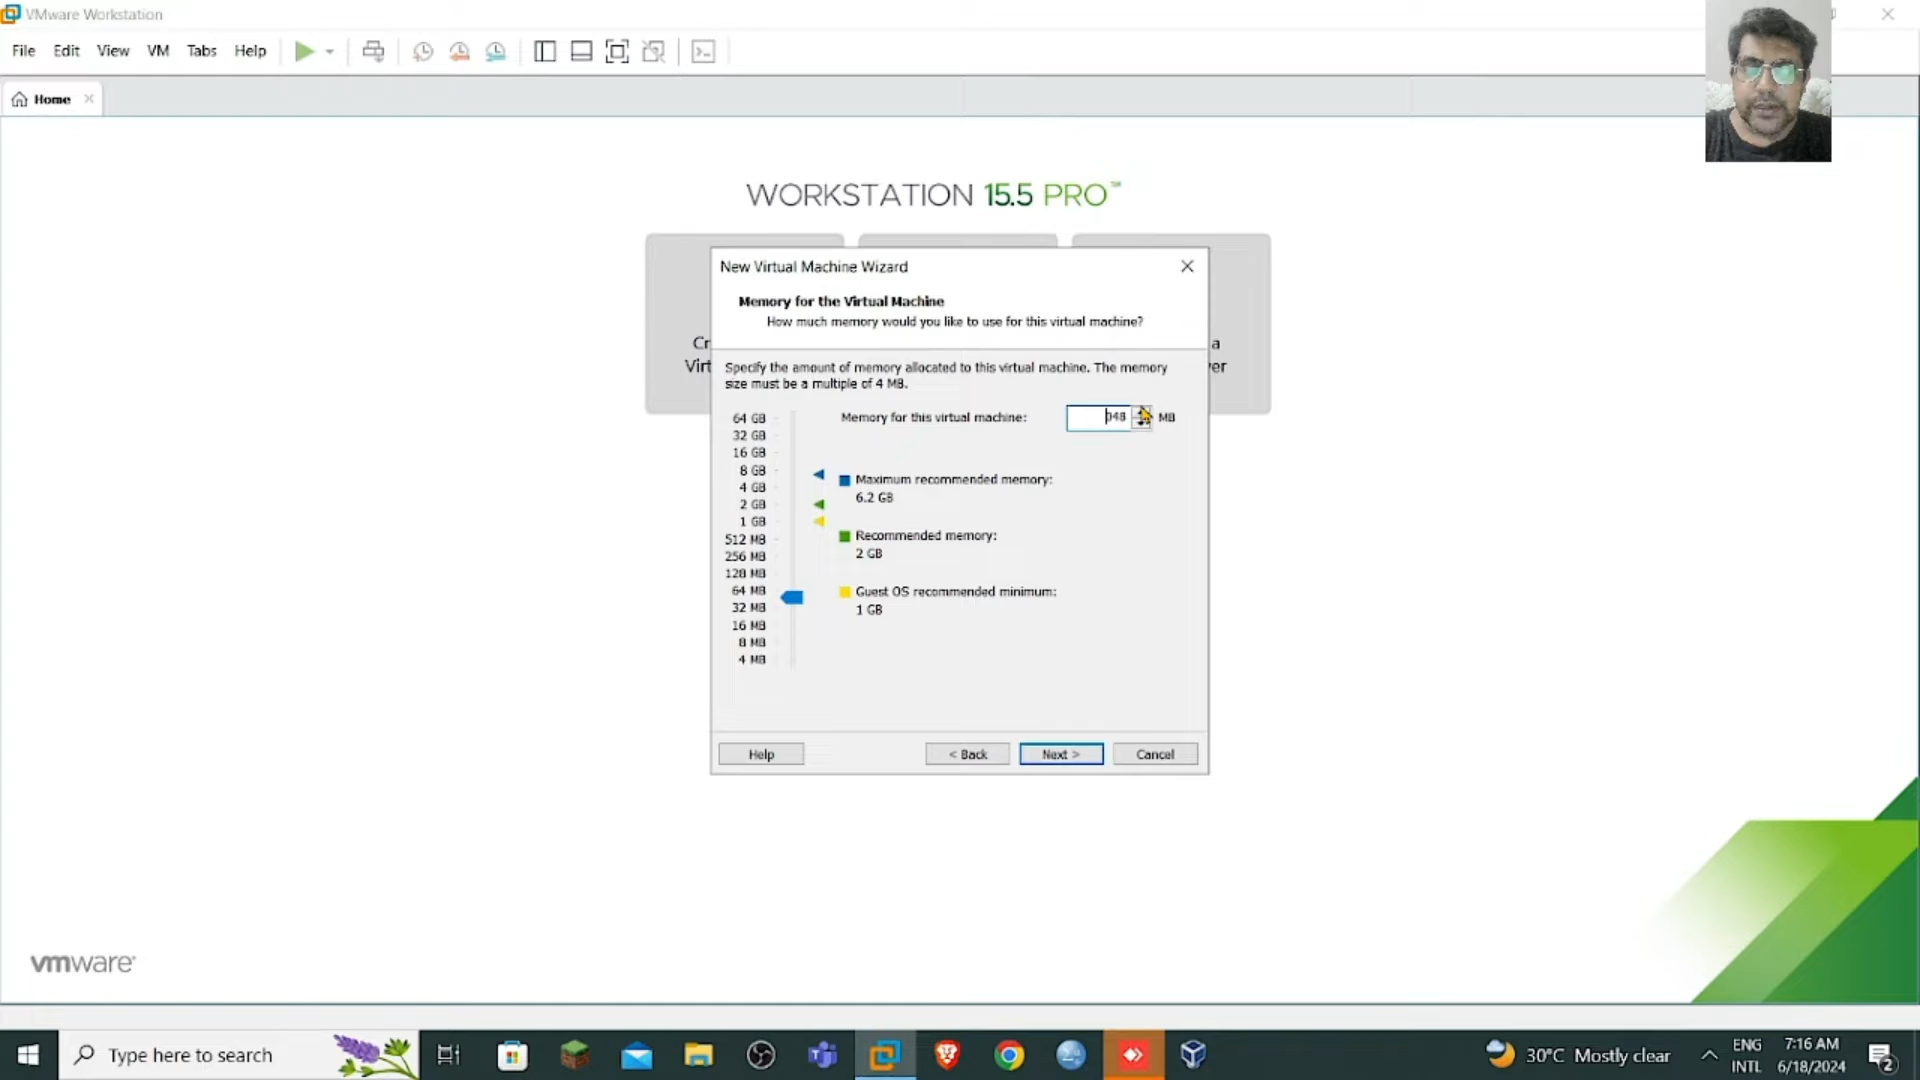 VMware Workstation
File Edit View VM Tabs Help
Home
WORKSTATION 15.5 PRO™
New Virtual Machine Wizard
Memory for the Virtual Machine
How much memory would you like to use for this virtual machine?
Cr
a
Virt
er
Specify the amount of memory allocated to this virtual machine. The memory
size must be a multiple of 4 MB.
Memory for this virtual machine: 048 MB
64 GB
32 GB
16 GB
8 GB
4 GB
2 GB
1 GB
512 MB
256 MB
128 MB
64 MB
32 MB
16 MB
8 MB
4 MB
Maximum recommended memory:
6.2 GB
Recommended memory:
2 GB
Guest OS recommended minimum:
1 GB
Help < Back Next > Cancel
vmware
Type here to search
30°C Mostly clear
ENG
INTL
7:16 AM
6/18/2024
2